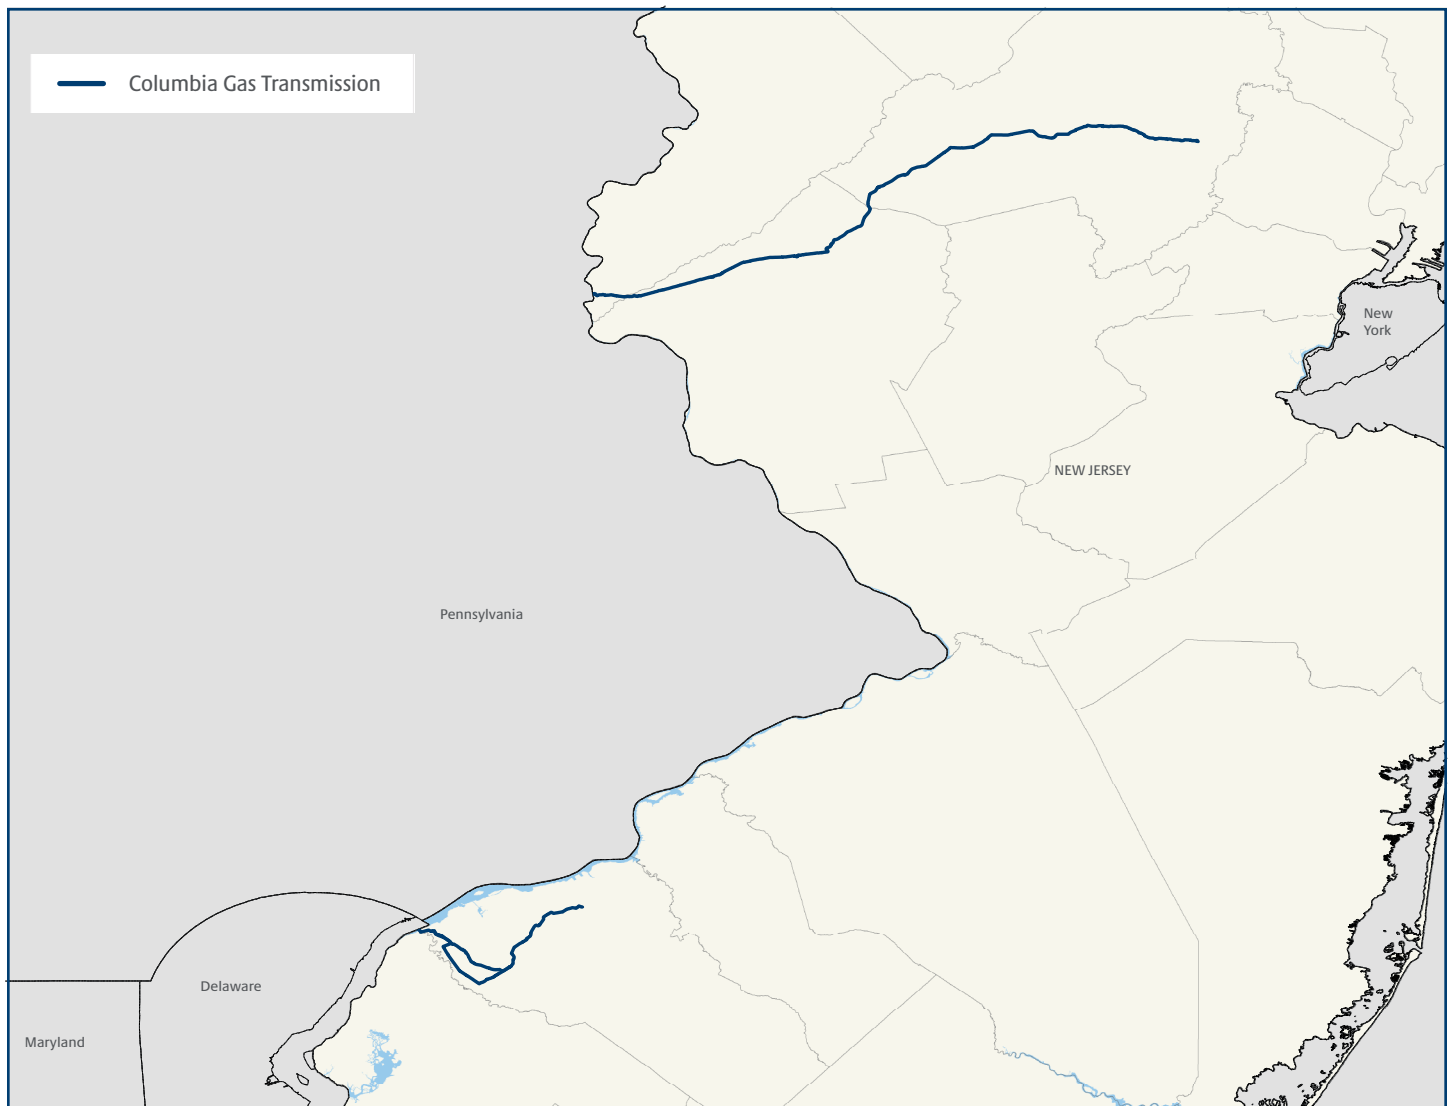 Columbia Gas Transmission
New
York
NEW JERSEY
Pennsylvania
Delaware
Maryland